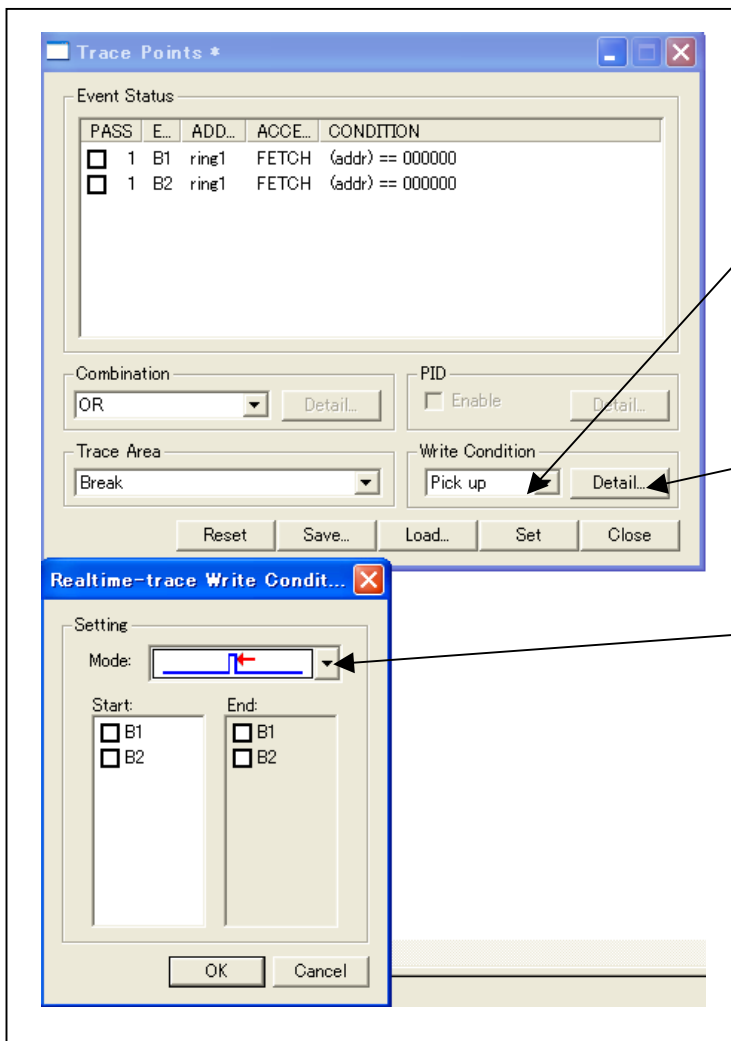 Trace Points *
Event Status
PASS E... ADD... ACCE... CONDITION
1 B1 ring1 FETCH (addr) == 000000
1 B2 ring1 FETCH (addr) == 000000
Combination
OR Detail...
PID
Enable Detail...
Trace Area
Break
Write Condition
Pick up Detail...
Reset Save... Load... Set Close
Realtime-trace Write Condit...
Setting
Mode:
Start: End:
B1 B1
B2 B2
OK Cancel